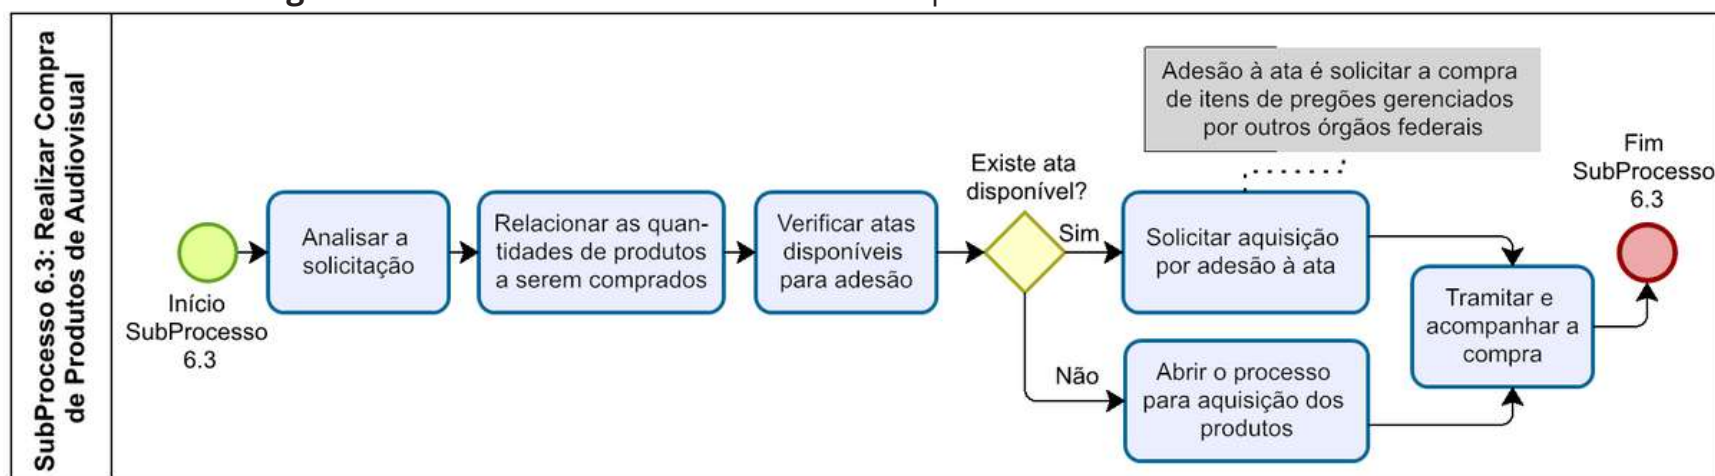 SubProcesso 6.3: Realizar Compra
de Produtos de Audiovisual
Início
SubProcesso
6.3
Analisar a
solicitação
Relacionar as quan-
tidades de produtos
a serem comprados
Verificar atas
disponíveis
para adesão
Existe ata
disponível?
Sim
Não
Adesão à ata é solicitar a compra
de itens de pregões gerenciados
por outros órgãos federais
Solicitar aquisição
por adesão à ata
Abrir o processo
para aquisição dos
produtos
Tramitar e
acompanhar a
compra
Fim
SubProcesso
6.3